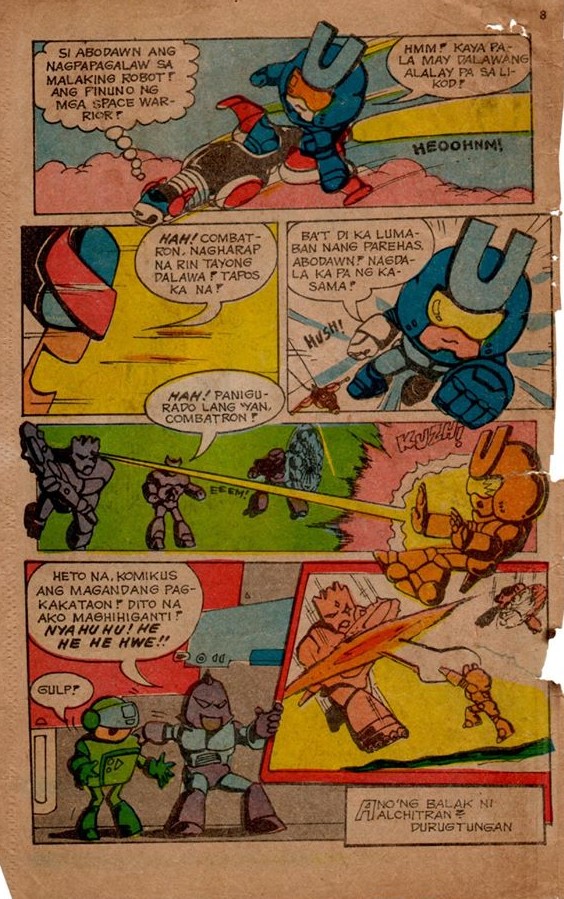 8
SI ABODAWN ANG
NAGPAPAGALAW SA
MALAKING ROBOT!
ANG PINUNO NG
MGA SPACE WAR-
RIOR!
HMM! KAYA PA-
LA MAY DALAWANG
ALALAY PA SA LI-
KOD!
HEOOHNM!
HAH! COMBAT-
RON. NAGHARAP
NA RIN TAYONG
DALAWA! TAPOS
KA NA!
BA'T DI KA LUMA-
BAN NANG PAREHAS,
ABODAWN? NAGDA-
LA KA PA NG KA-
SAMA!
HUSH!
HAH! PANIGU-
RADO LANG 'YAN,
COMBATRON!
EEEM!
KUZH!
HETO NA, KOMIKUS
ANG MAGANDANG PAG-
KAKATAON! DITO NA
AKO MAGHIHIGANTI!
NYAHUHU! HE
HE HE HWE!!
GULP!
ANO'NG BALAK NI
ALCHITRAN?
DURUGTUNGAN